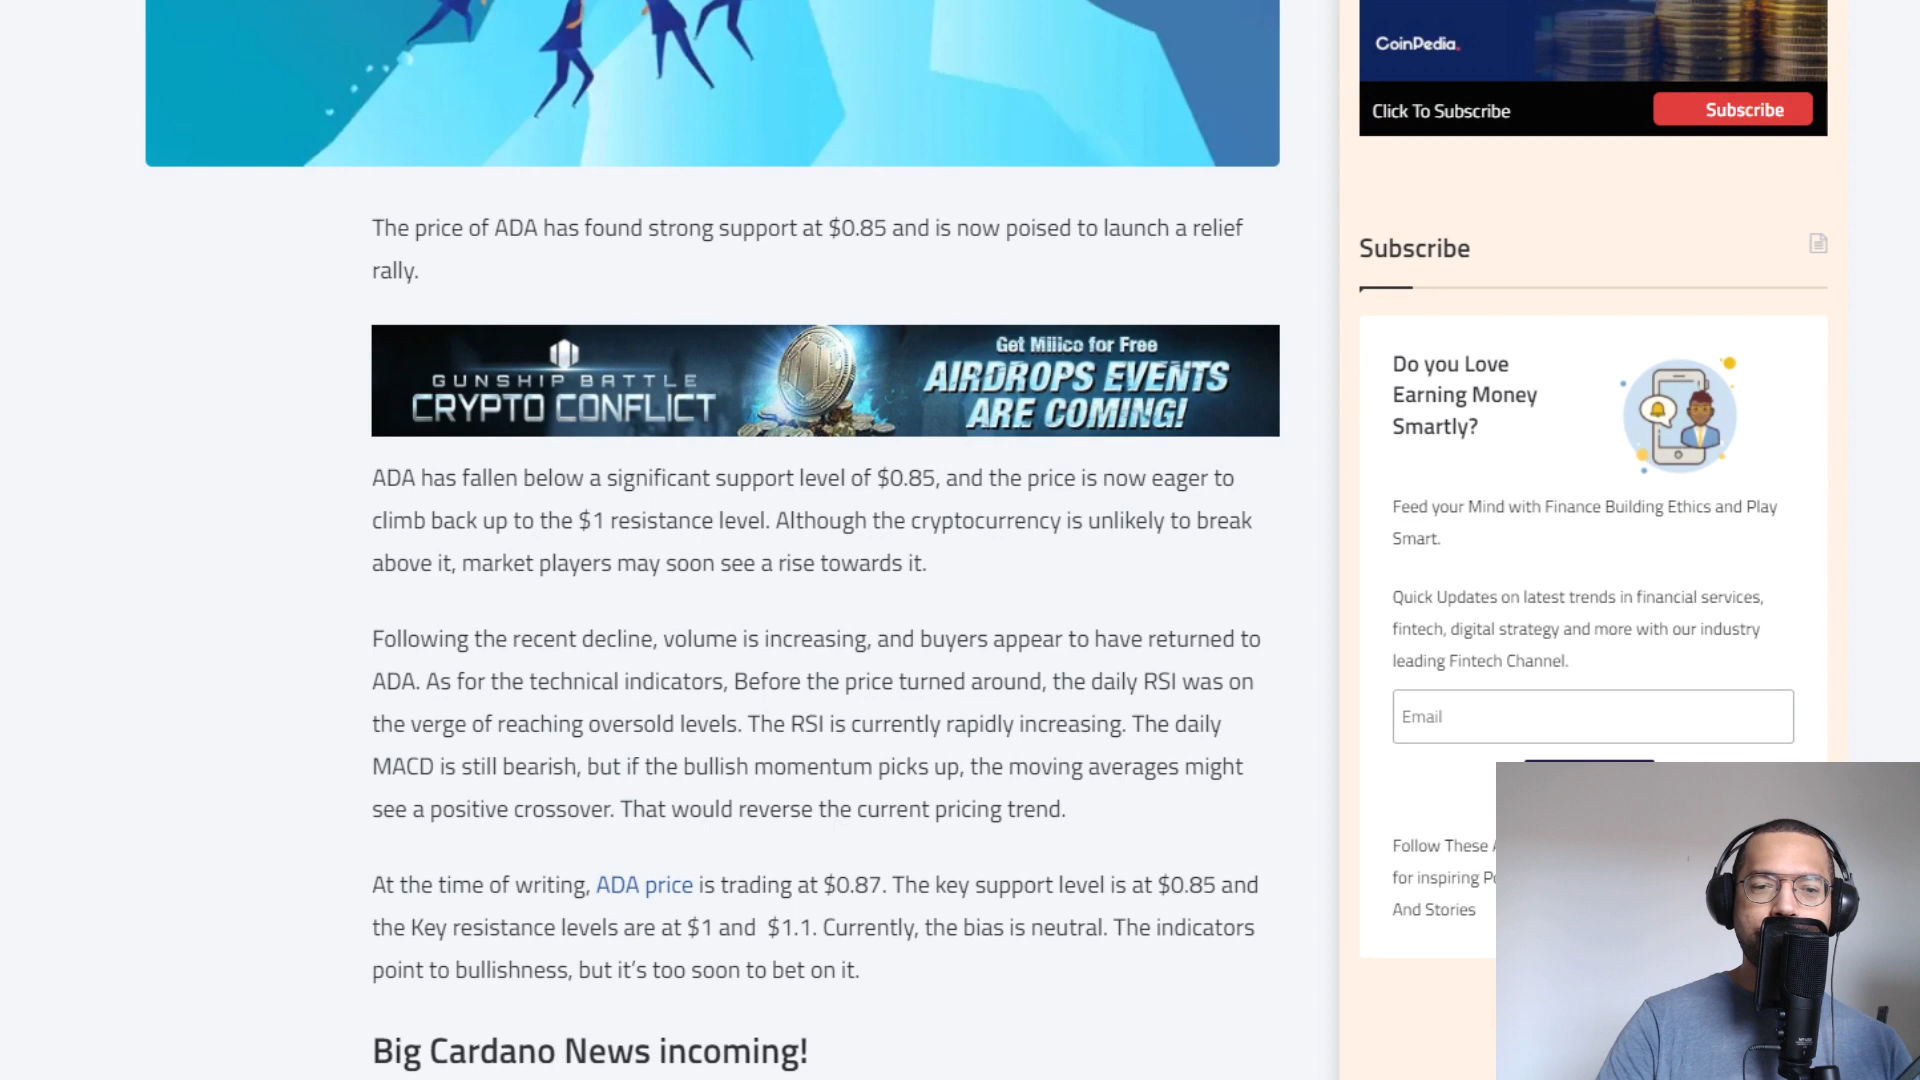 CoinPedia.
Click To Subscribe
Subscribe
The price of ADA has found strong support at $0.85 and is now poised to launch a relief
rally.
GUNSHIP BATTLE
CRYPTO CONFLICT
Get Milico for Free
AIRDROPS EVENTS
ARE COMING!
ADA has fallen below a significant support level of $0.85, and the price is now eager to
climb back up to the $1 resistance level. Although the cryptocurrency is unlikely to break
above it, market players may soon see a rise towards it.
Following the recent decline, volume is increasing, and buyers appear to have returned to
ADA. As for the technical indicators, Before the price turned around, the daily RSI was on
the verge of reaching oversold levels. The RSI is currently rapidly increasing. The daily
MACD is still bearish, but if the bullish momentum picks up, the moving averages might
see a positive crossover. That would reverse the current pricing trend.
At the time of writing, ADA price is trading at $0.87. The key support level is at $0.85 and
the Key resistance levels are at $1 and $1.1. Currently, the bias is neutral. The indicators
point to bullishness, but it’s too soon to bet on it.
Big Cardano News incoming!
Subscribe
Do you Love
Earning Money
Smartly?
Feed your Mind with Finance Building Ethics and Play
Smart.
Quick Updates on latest trends in financial services,
fintech, digital strategy and more with our industry
leading Fintech Channel.
Email
Follow These
for inspiring
And Stories